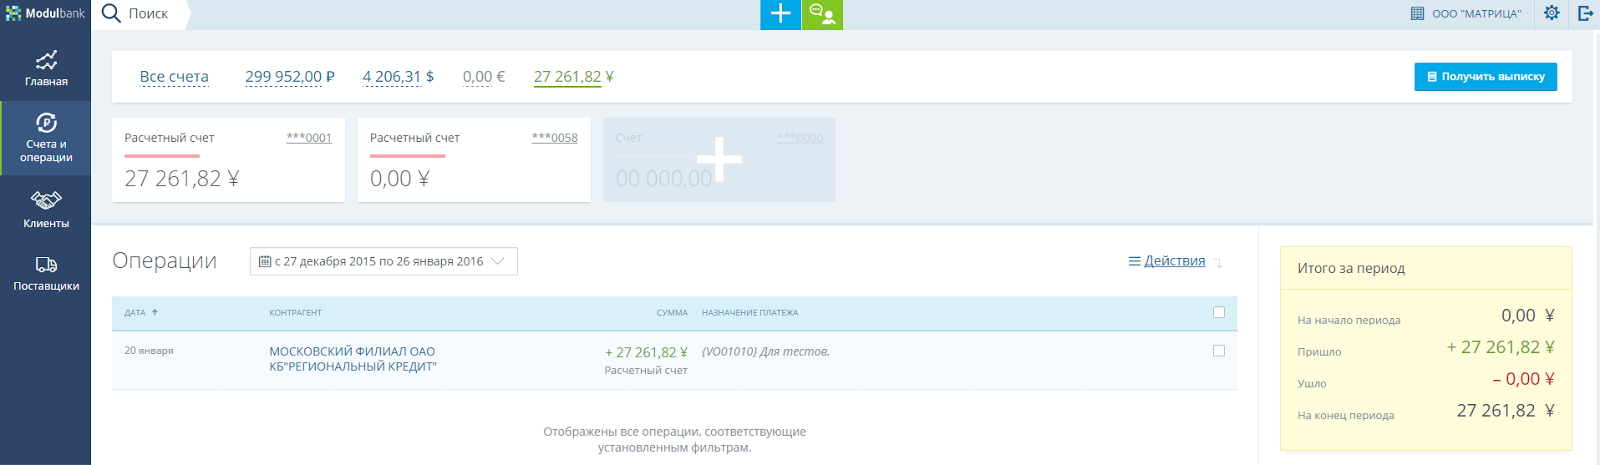 Modulbank
Поиск
ООО "МАТРИЦА"
Главная
Счета и
операции
Клиенты
Поставщики
Все счета 299 952,00 ₽ 4 206,31 $ 0,00 € 27 261,82 ¥
Получить выписку
Расчетный счет ***0001
27 261,82 ¥
Расчетный счет ***0058
0,00 ¥
Счет ***0000
00 000,00
Операции
с 27 декабря 2015 по 26 января 2016
Действия
ДАТА КОНТРАГЕНТ СУММА НАЗНАЧЕНИЕ ПЛАТЕЖА
20 января
МОСКОВСКИЙ ФИЛИАЛ ОАО
КБ"РЕГИОНАЛЬНЫЙ КРЕДИТ"
+ 27 261,82 ¥
Расчетный счет
{VO01010} Для тестов.
Отображены все операции, соответствующие
установленным фильтрам.
Итого за период
На начало периода 0,00 ¥
Пришло + 27 261,82 ¥
Ушло – 0,00 ¥
На конец периода 27 261,82 ¥